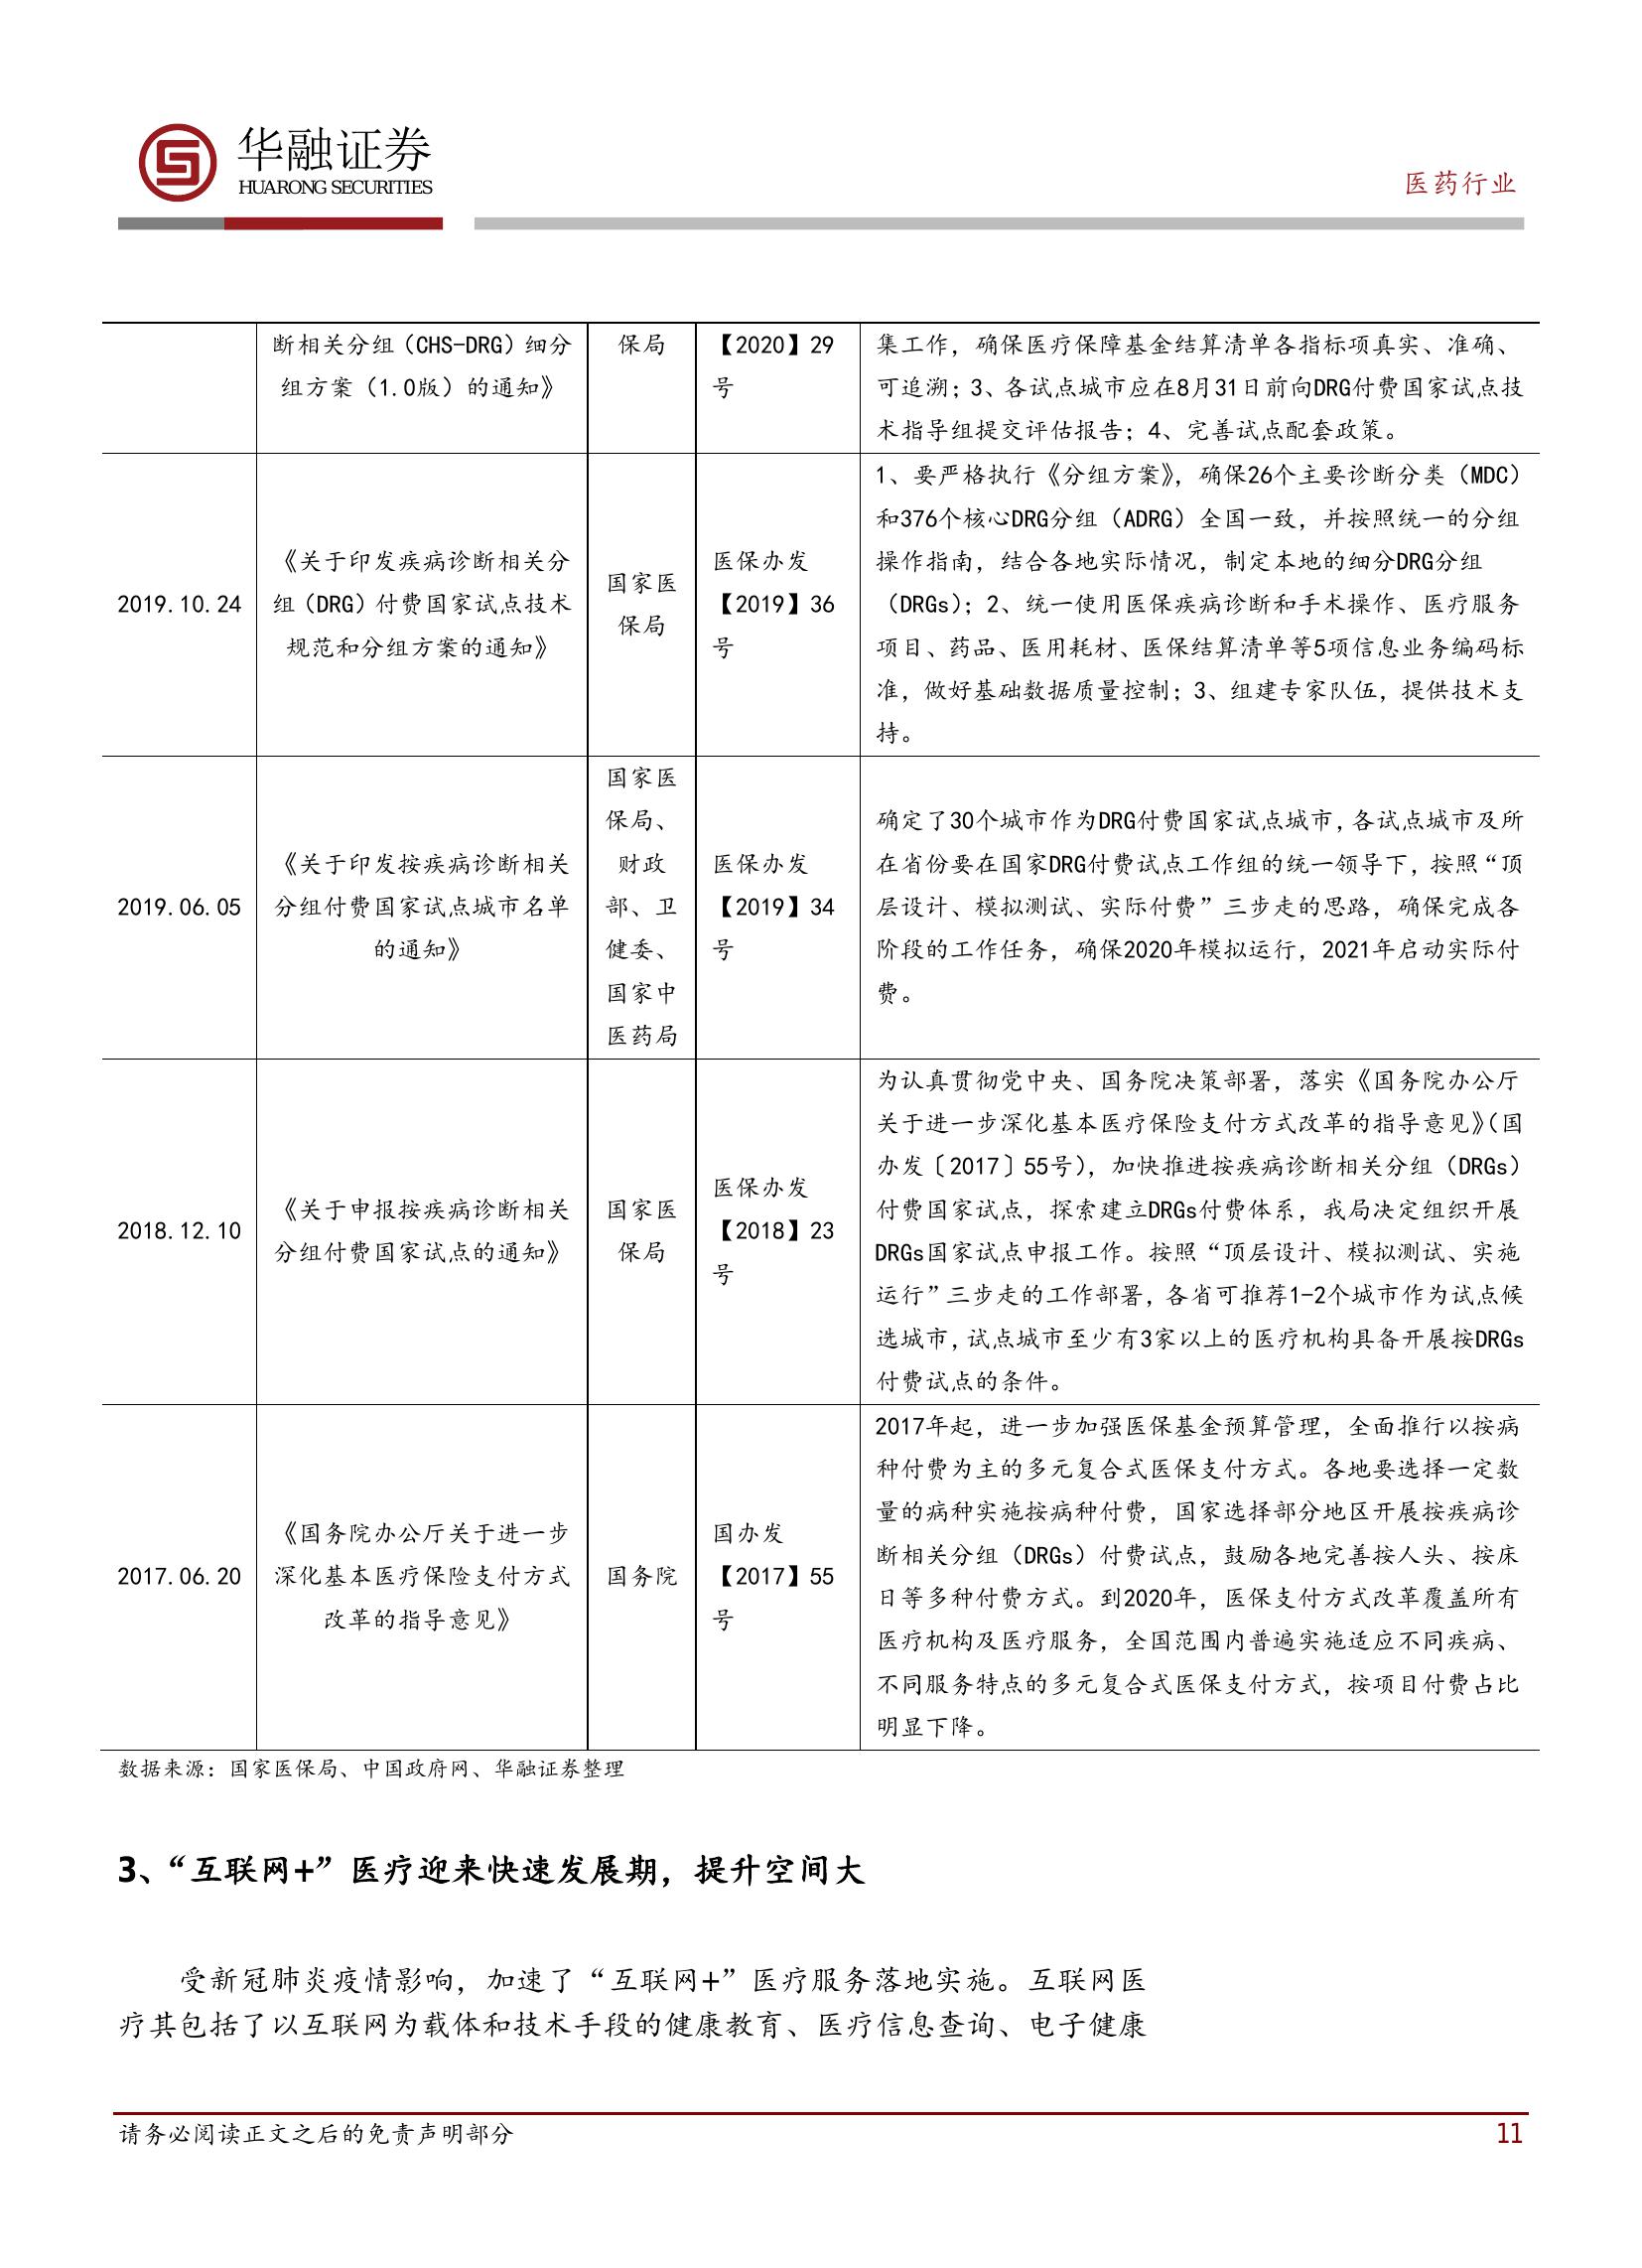 华融证券
HUARONG SECURITIES
医药行业
断相关分组（CHS-DRG）细分
组方案（1.0版）的通知》
保局
【2020】29
号
集工作，确保医疗保障基金结算清单各指标项真实、准确、
可追溯；3、各试点城市应在8月31日前向DRG付费国家试点技
术指导组提交评估报告；4、完善试点配套政策。
2019.10.24
《关于印发疾病诊断相关分
组（DRG）付费国家试点技术
规范和分组方案的通知》
国家医
保局
医保办发
【2019】36
号
1、要严格执行《分组方案》，确保26个主要诊断分类（MDC）
和376个核心DRG分组（ADRG）全国一致，并按照统一的分组
操作指南，结合各地实际情况，制定本地的细分DRG分组
（DRGs）；2、统一使用医保疾病诊断和手术操作、医疗服务
项目、药品、医用耗材、医保结算清单等5项信息业务编码标
准，做好基础数据质量控制；3、组建专家队伍，提供技术支
持。
2019.06.05
《关于印发按疾病诊断相关
分组付费国家试点城市名单
的通知》
国家医
保局、
财政
部、卫
健委、
国家中
医药局
医保办发
【2019】34
号
确定了30个城市作为DRG付费国家试点城市，各试点城市及所
在省份要在国家DRG付费试点工作组的统一领导下，按照“顶
层设计、模拟测试、实际付费”三步走的思路，确保完成各
阶段的工作任务，确保2020年模拟运行，2021年启动实际付
费。
2018.12.10
《关于申报按疾病诊断相关
分组付费国家试点的通知》
国家医
保局
医保办发
【2018】23
号
为认真贯彻党中央、国务院决策部署，落实《国务院办公厅
关于进一步深化基本医疗保险支付方式改革的指导意见》（国
办发〔2017〕55号），加快推进按疾病诊断相关分组（DRGs）
付费国家试点，探索建立DRGs付费体系，我局决定组织开展
DRGs国家试点申报工作。按照“顶层设计、模拟测试、实施
运行”三步走的工作部署，各省可推荐1-2个城市作为试点候
选城市，试点城市至少有3家以上的医疗机构具备开展按DRGs
付费试点的条件。
2017.06.20
《国务院办公厅关于进一步
深化基本医疗保险支付方式
改革的指导意见》
国务院
国办发
【2017】55
号
2017年起，进一步加强医保基金预算管理，全面推行以按病
种付费为主的多元复合式医保支付方式。各地要选择一定数
量的病种实施按病种付费，国家选择部分地区开展按疾病诊
断相关分组（DRGs）付费试点，鼓励各地完善按人头、按床
日等多种付费方式。到2020年，医保支付方式改革覆盖所有
医疗机构及医疗服务，全国范围内普遍实施适应不同疾病、
不同服务特点的多元复合式医保支付方式，按项目付费占比
明显下降。
数据来源：国家医保局、中国政府网、华融证券整理
3、“互联网+”医疗迎来快速发展期，提升空间大
受新冠肺炎疫情影响，加速了“互联网+”医疗服务落地实施。互联网医
疗其包括了以互联网为载体和技术手段的健康教育、医疗信息查询、电子健康
请务必阅读正文之后的免责声明部分
11